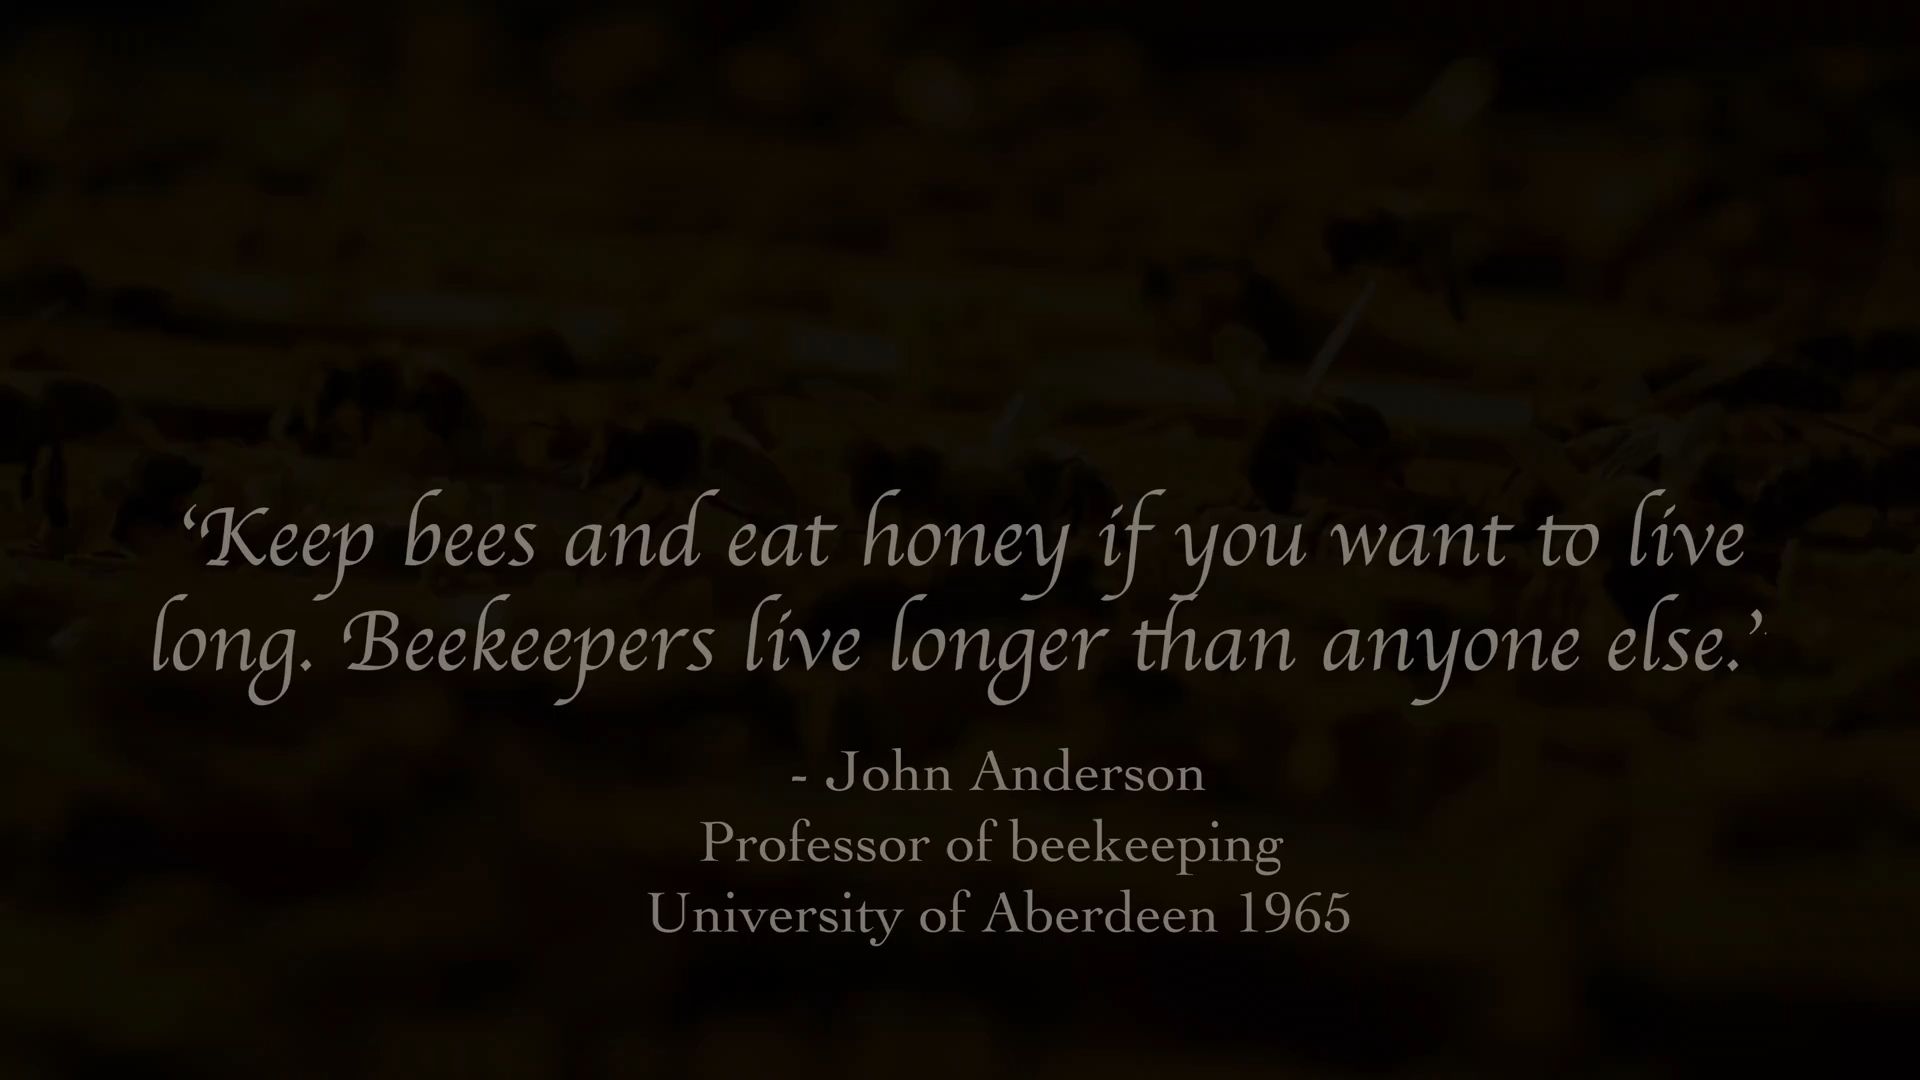 ‘Keep bees and eat honey if you want to live
long. Beekeepers live longer than anyone else.’
- John Anderson
Professor of beekeeping
University of Aberdeen 1965